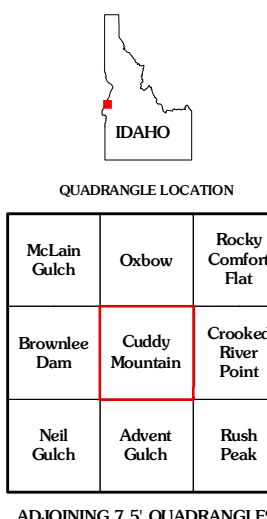 IDAHO
QUADRANGLE LOCATION
McLain Gulch
Oxbow
Rocky Comfort Flat
Brownlee Dam
Cuddy Mountain
Crooked River Point
Neil Gulch
Advent Gulch
Rush Peak
ADJOINING 7.5' QUADRANGLES